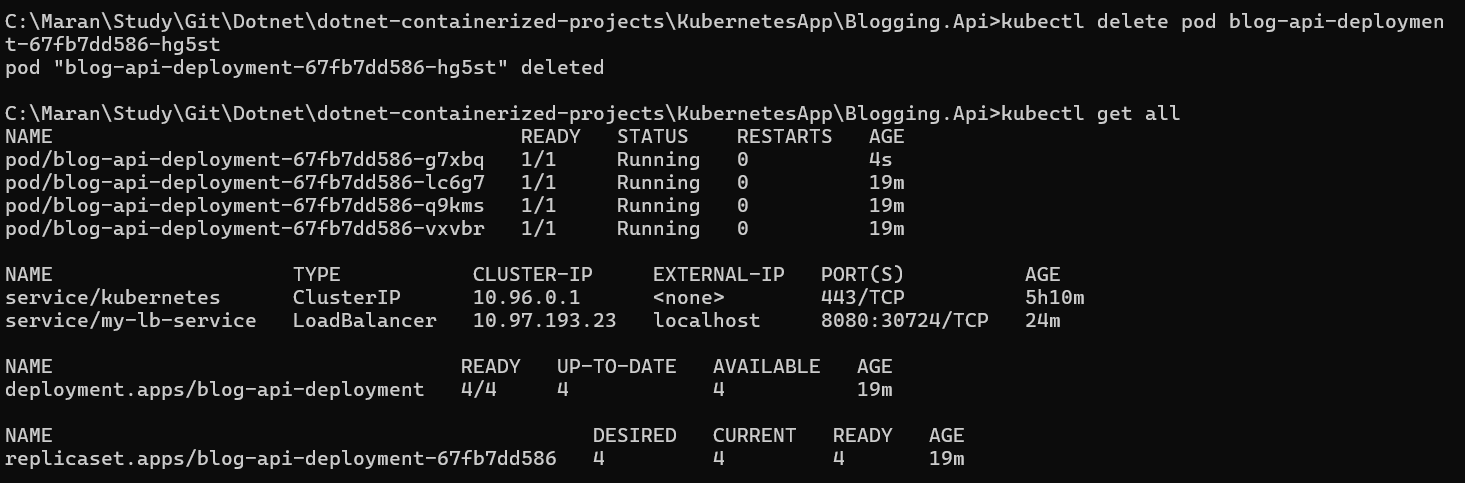 C:\Maran\Study\Git\Dotnet\dotnet-containerized-projects\KubernetesApp\Blogging.Api>kubectl delete pod blog-api-deploymen
t-67fb7dd586-hg5st
pod "blog-api-deployment-67fb7dd586-hg5st" deleted
C:\Maran\Study\Git\Dotnet\dotnet-containerized-projects\KubernetesApp\Blogging.Api>kubectl get all
NAME READY STATUS RESTARTS AGE
pod/blog-api-deployment-67fb7dd586-g7xbq 1/1 Running 0 4s
pod/blog-api-deployment-67fb7dd586-lc6g7 1/1 Running 0 19m
pod/blog-api-deployment-67fb7dd586-q9kms 1/1 Running 0 19m
pod/blog-api-deployment-67fb7dd586-vxvbr 1/1 Running 0 19m
NAME TYPE CLUSTER-IP EXTERNAL-IP PORT(S) AGE
service/kubernetes ClusterIP 10.96.0.1 <none> 443/TCP 5h10m
service/my-lb-service LoadBalancer 10.97.193.23 localhost 8080:30724/TCP 24m
NAME READY UP-TO-DATE AVAILABLE AGE
deployment.apps/blog-api-deployment 4/4 4 4 19m
NAME DESIRED CURRENT READY AGE
replicaset.apps/blog-api-deployment-67fb7dd586 4 4 4 19m